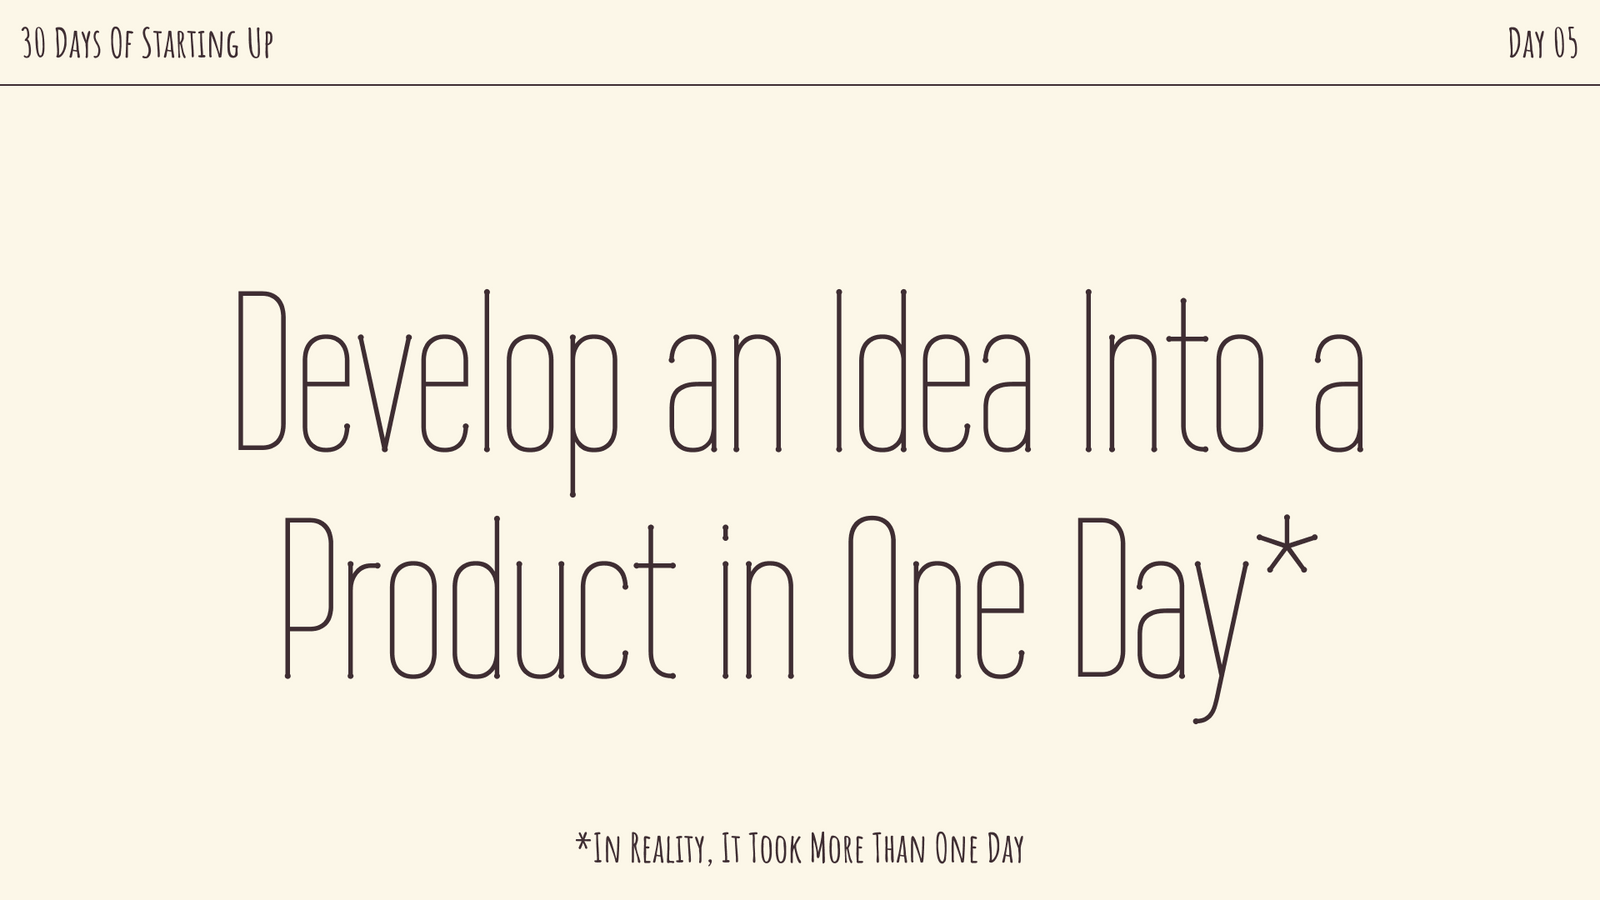 30 Days Of Starting Up
Day 05
Develop an Idea Into a
Product in One Day*
*In Reality, It Took More Than One Day